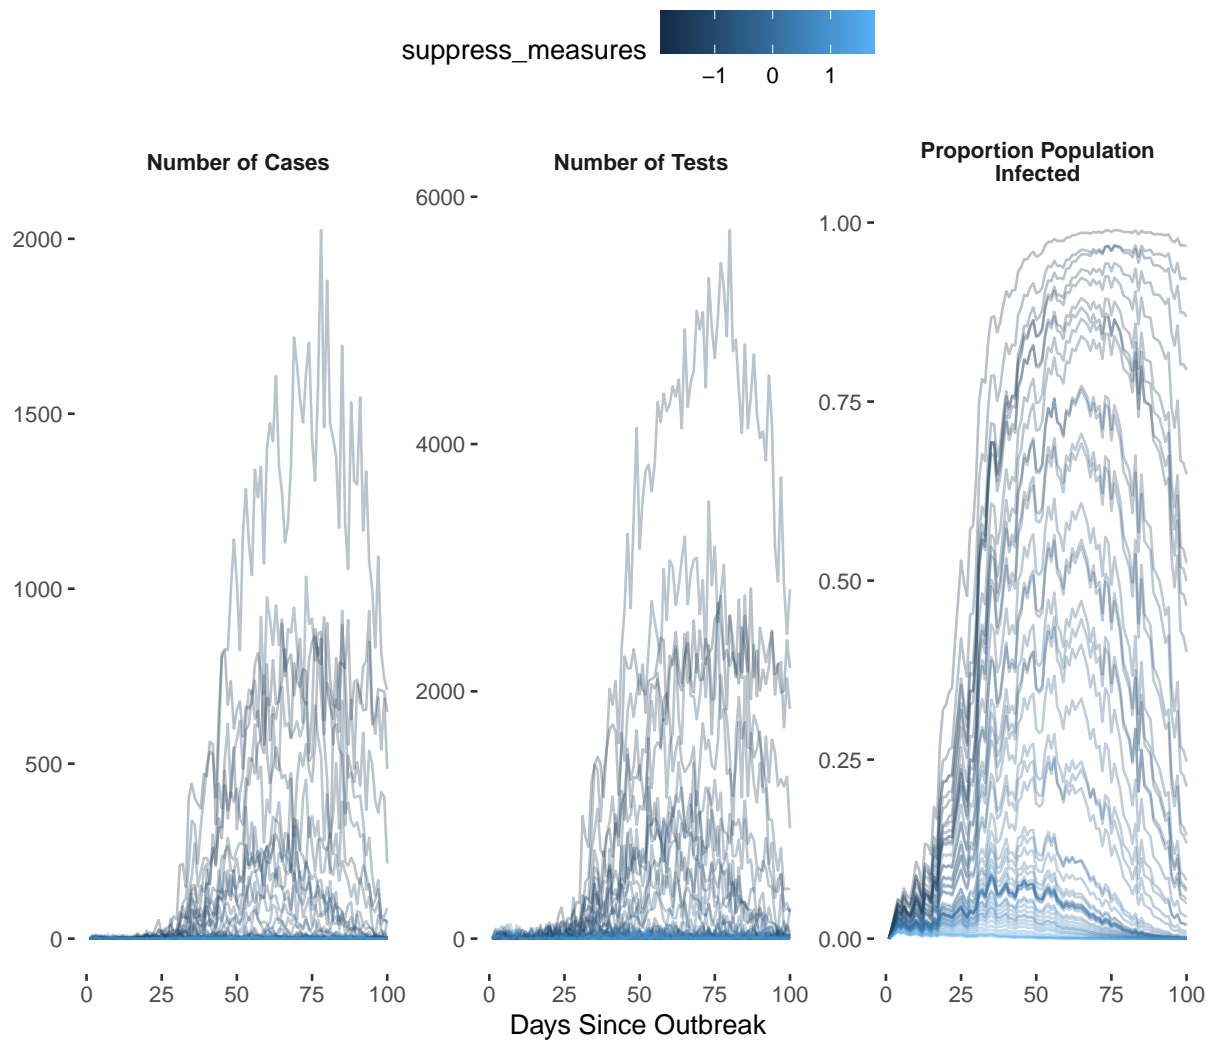 suppress_measures
−1 0 1
Number of Cases
Number of Tests
Proportion Population
Infected
2000
1500
1000
500
0
6000
4000
2000
0
1.00
0.75
0.50
0.25
0.00
0 25 50 75 100
0 25 50 75 100
0 25 50 75 100
Days Since Outbreak